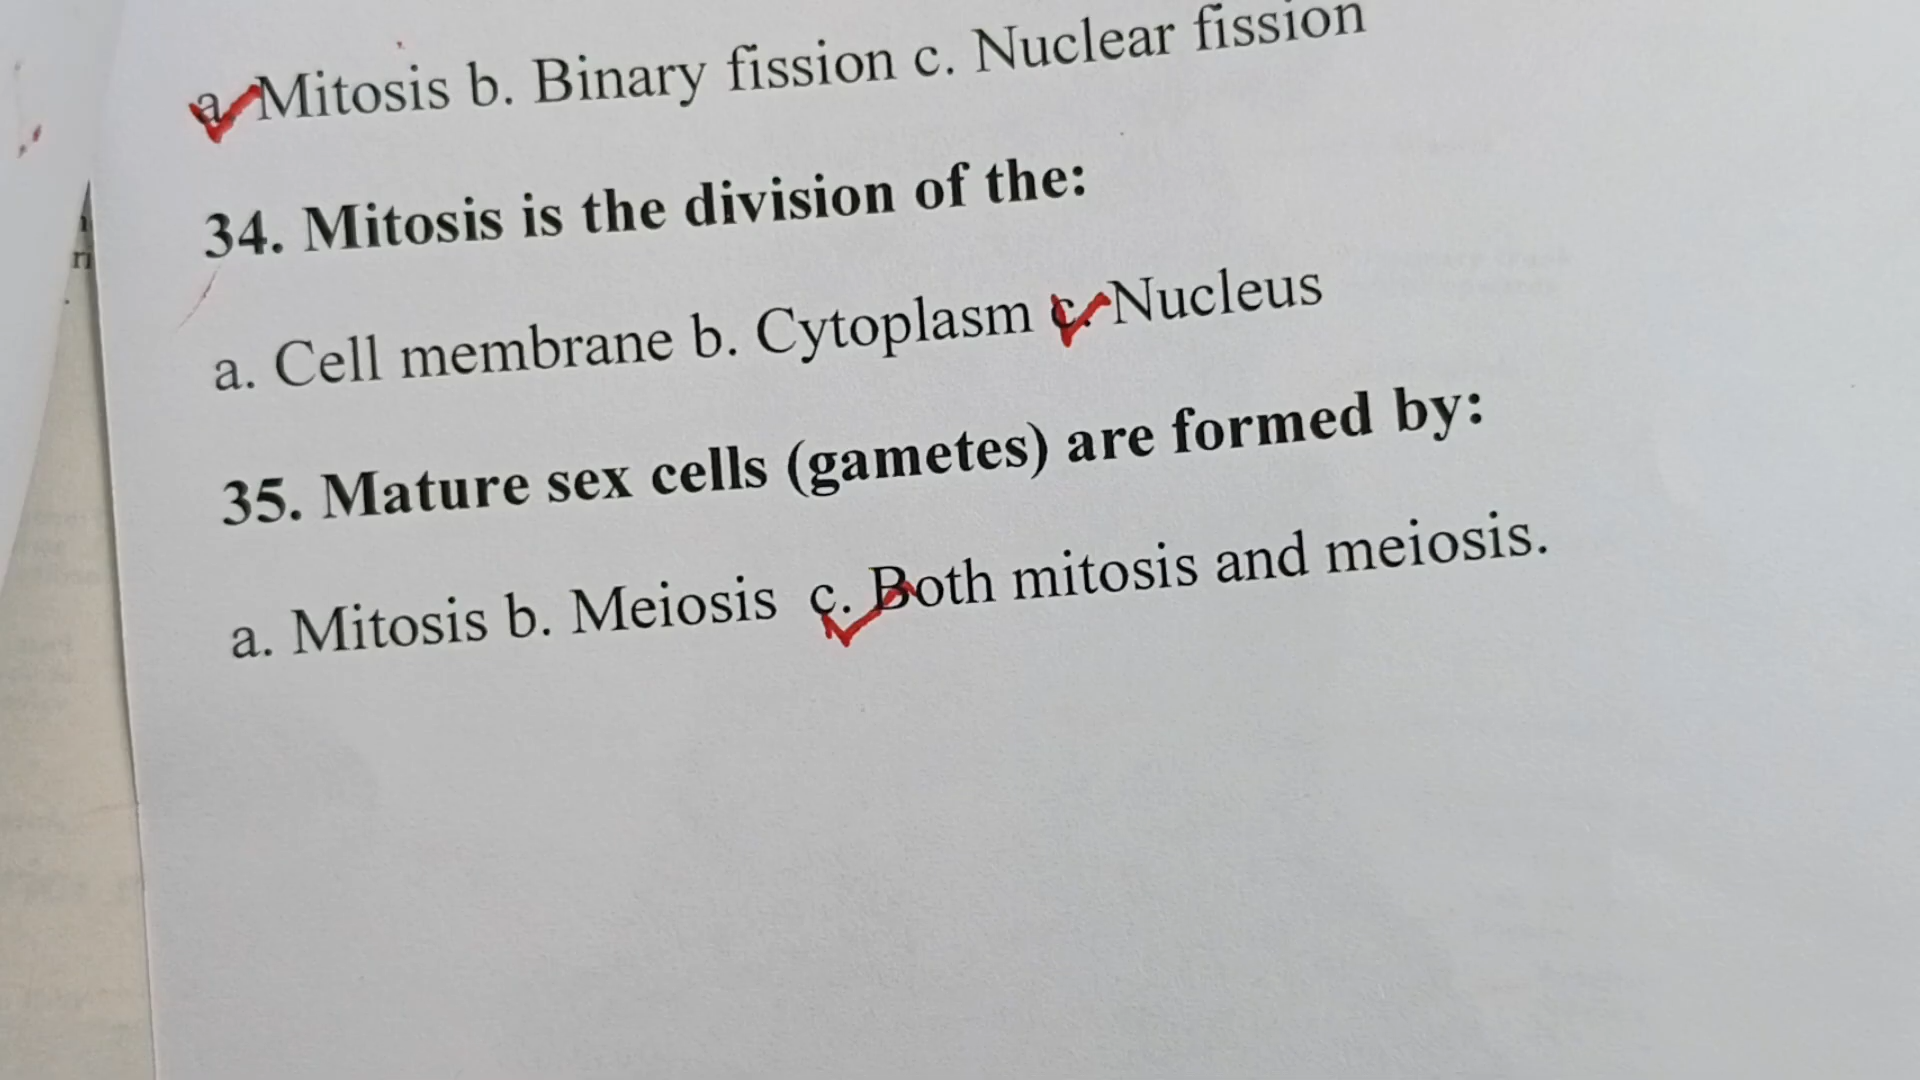 a. Mitosis b. Binary fission c. Nuclear fission
34. Mitosis is the division of the:
a. Cell membrane b. Cytoplasm c. Nucleus
35. Mature sex cells (gametes) are formed by:
a. Mitosis b. Meiosis c. Both mitosis and meiosis.